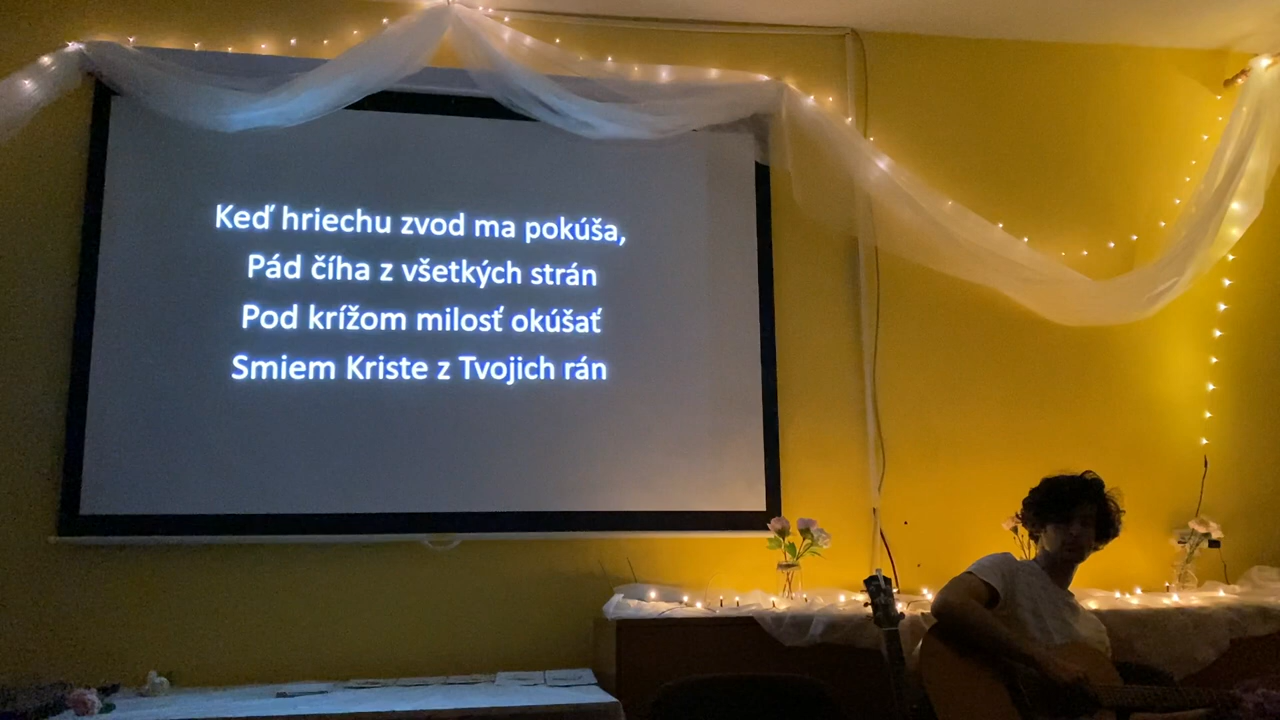 Keď hriechu zvod ma pokúša,
Pád číha z všetkých strán
Pod krížom milosť okúšať
Smiem Kriste z Tvojich rán